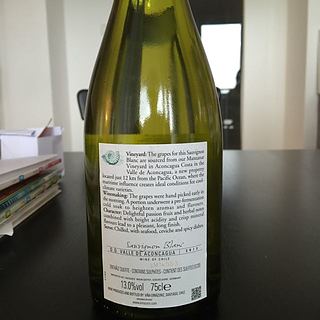 Vineyard: The grapes for this Sauvignon
Blanc are sourced from our Manzanar
Vineyard in Aconcagua Costa in the
Valle de Aconcagua, a new property
located just 12 km from the Pacific Ocean, where the
maritime influence creates ideal conditions for cool
climate varieties.
Winemaking: The grapes were hand picked early in
the morning. A portion underwent a pre-fermentative
cold soak to heighten aromas and flavours.
Character: Delightful passion fruit and herbal notes
combined with bright acidity and crisp mineral
flavours lead to a pleasant, long finish.
Serve: Chilled, with seafood, ceviche and spicy dishes.
Sauvignon Blanc
D.O. VALLE DE ACONCAGUA
WINE OF CHILE
CONTAINS SULPHITES
13.0%vol 75cl e